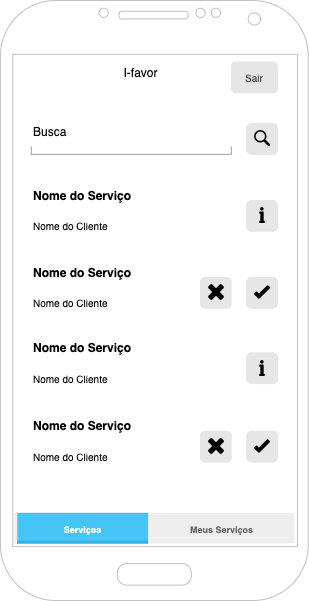 I-favor
Sair
Busca
Nome do Serviço
Nome do Cliente
Nome do Serviço
Nome do Cliente
Nome do Serviço
Nome do Cliente
Nome do Serviço
Nome do Cliente
Serviços
Meus Serviços